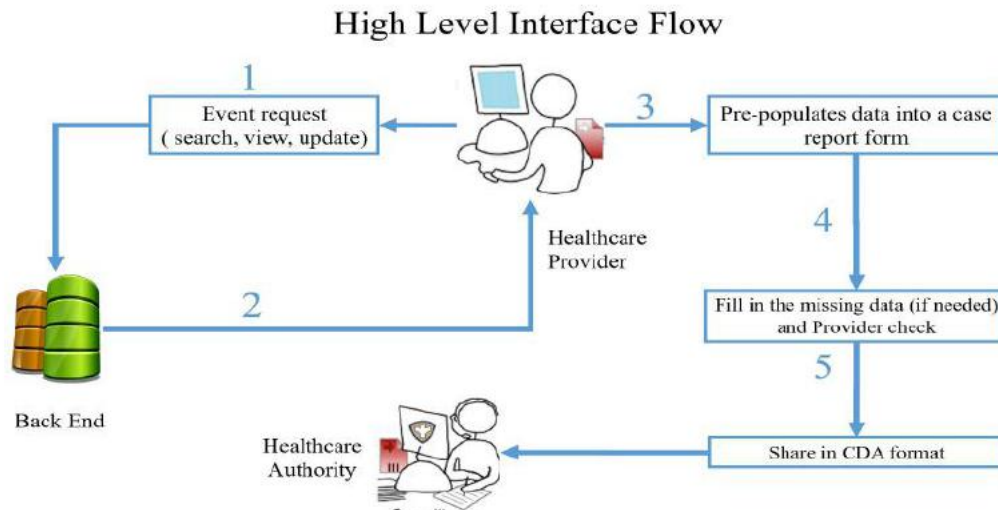 High Level Interface Flow
1
Event request
( search, view, update)
3
Pre-populates data into a case
report form
4
Healthcare
Provider
2
Fill in the missing data (if needed)
and Provider check
5
Back End
Healthcare
Authority
Share in CDA format